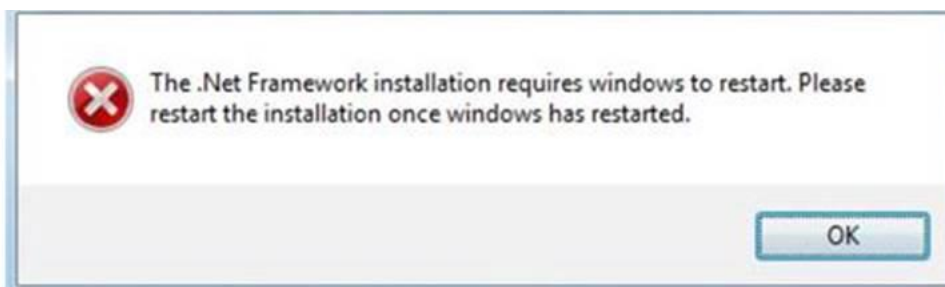 The .Net Framework installation requires windows to restart. Please
restart the installation once windows has restarted.
OK